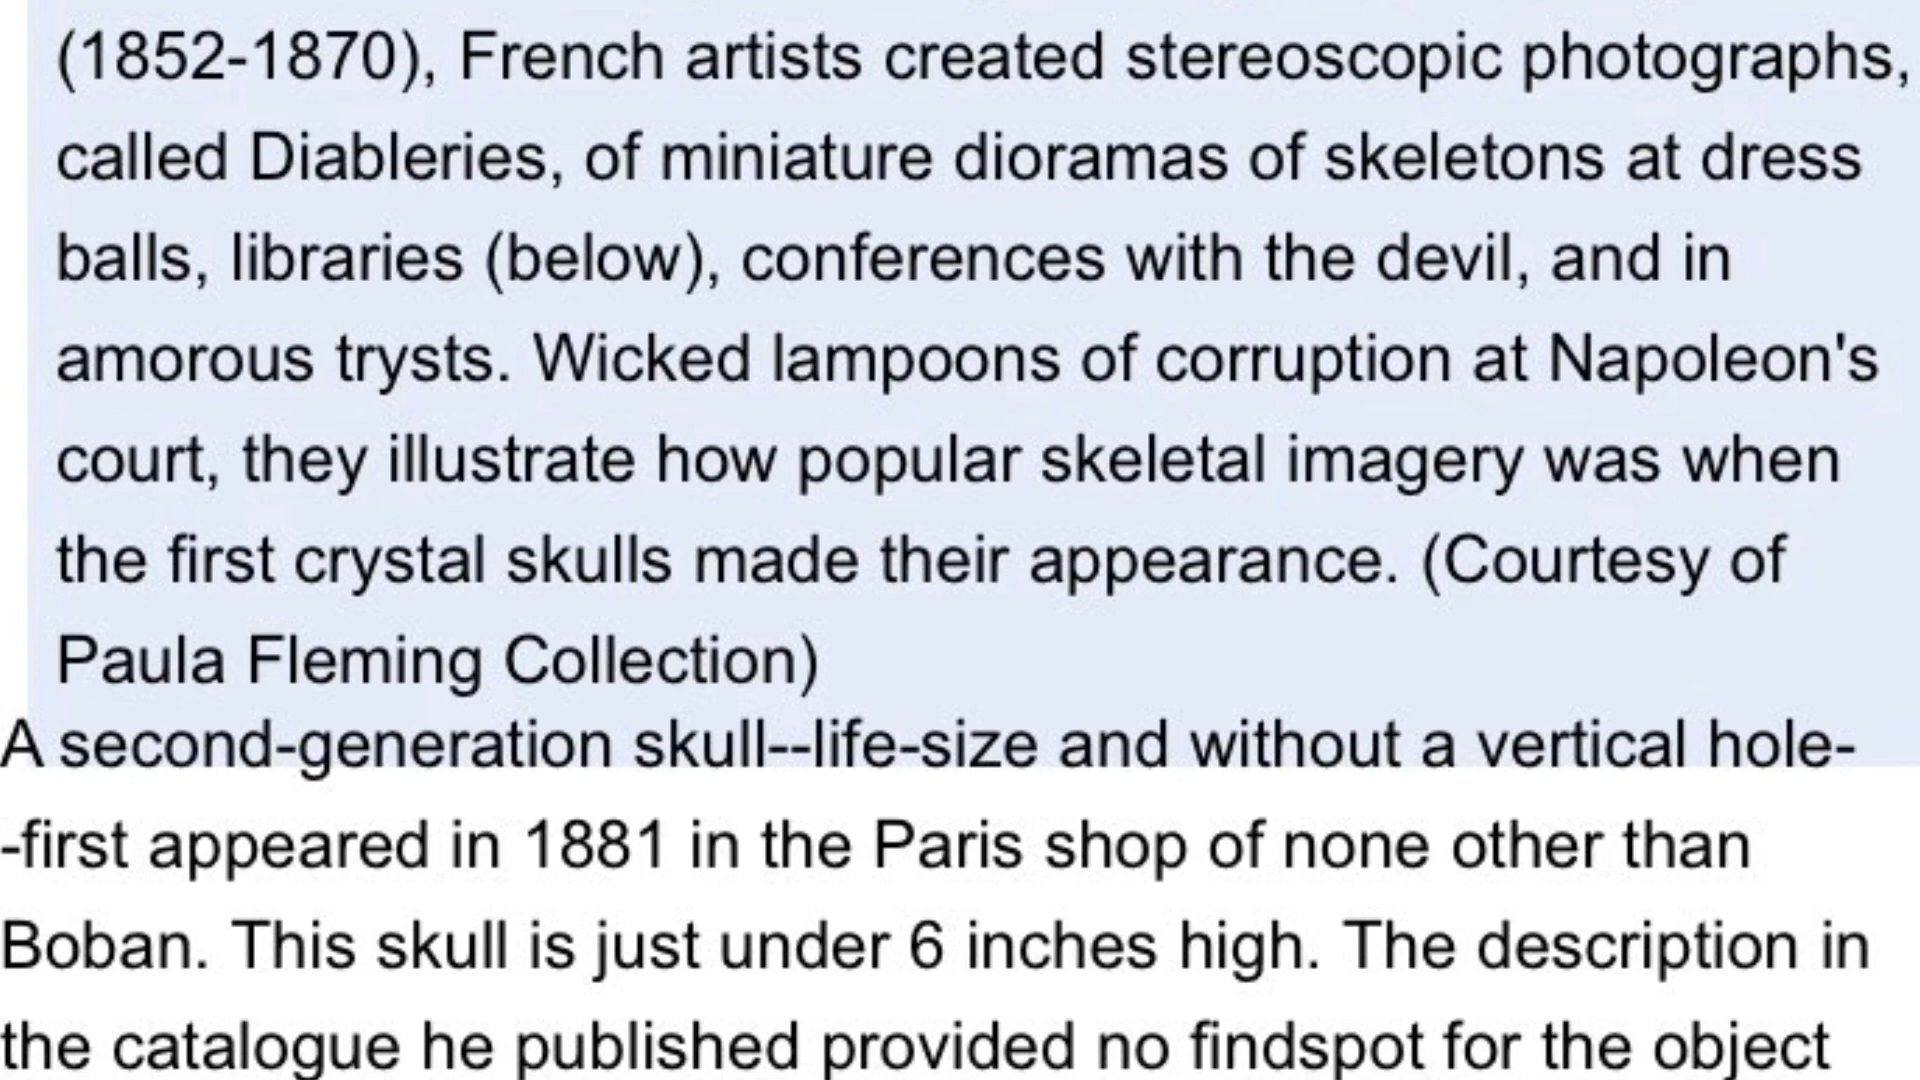 (1852-1870), French artists created stereoscopic photographs,
called Diableries, of miniature dioramas of skeletons at dress
balls, libraries (below), conferences with the devil, and in
amorous trysts. Wicked lampoons of corruption at Napoleon's
court, they illustrate how popular skeletal imagery was when
the first crystal skulls made their appearance. (Courtesy of
Paula Fleming Collection)
A second-generation skull--life-size and without a vertical hole-
-first appeared in 1881 in the Paris shop of none other than
Boban. This skull is just under 6 inches high. The description in
the catalogue he published provided no findspot for the object